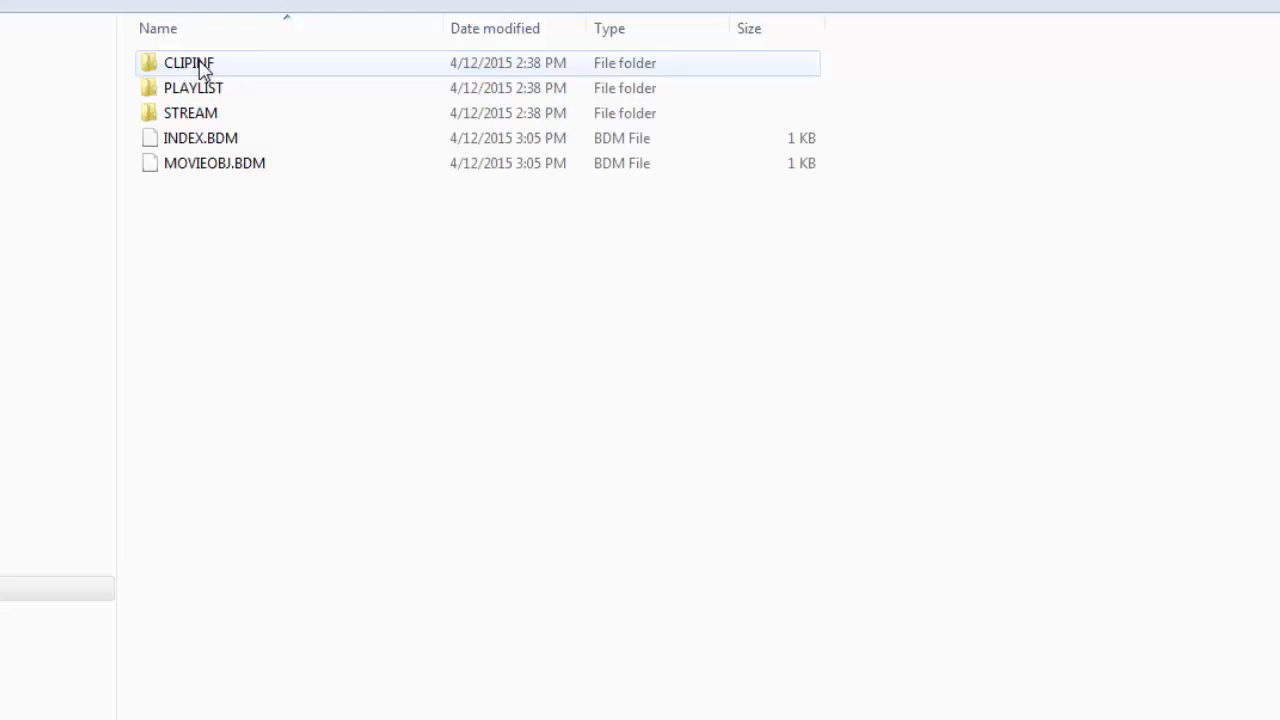 Name Date modified Type Size
CLIPINF 4/12/2015 2:38 PM File folder
PLAYLIST 4/12/2015 2:38 PM File folder
STREAM 4/12/2015 2:38 PM File folder
INDEX.BDM 4/12/2015 3:05 PM BDM File 1 KB
MOVIEOBJ.BDM 4/12/2015 3:05 PM BDM File 1 KB